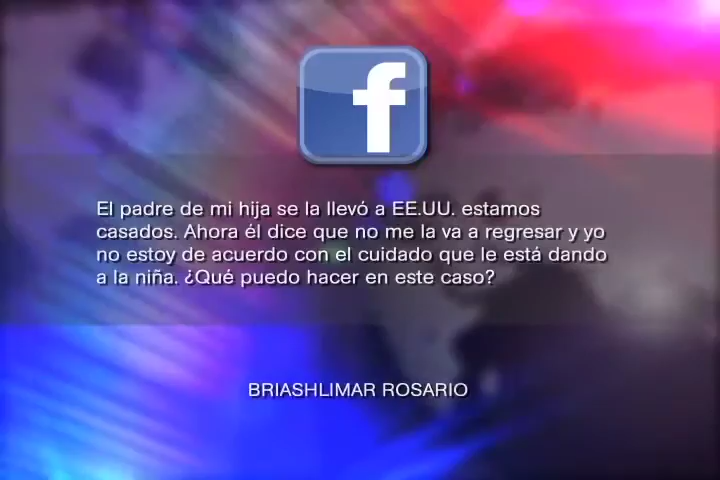 f
El padre de mi hija se la llevó a EE.UU. estamos
casados. Ahora él dice que no me la va a regresar y yo
no estoy de acuerdo con el cuidado que le está dando
a la niña. ¿Qué puedo hacer en este caso?
BRIASHLIMAR ROSARIO